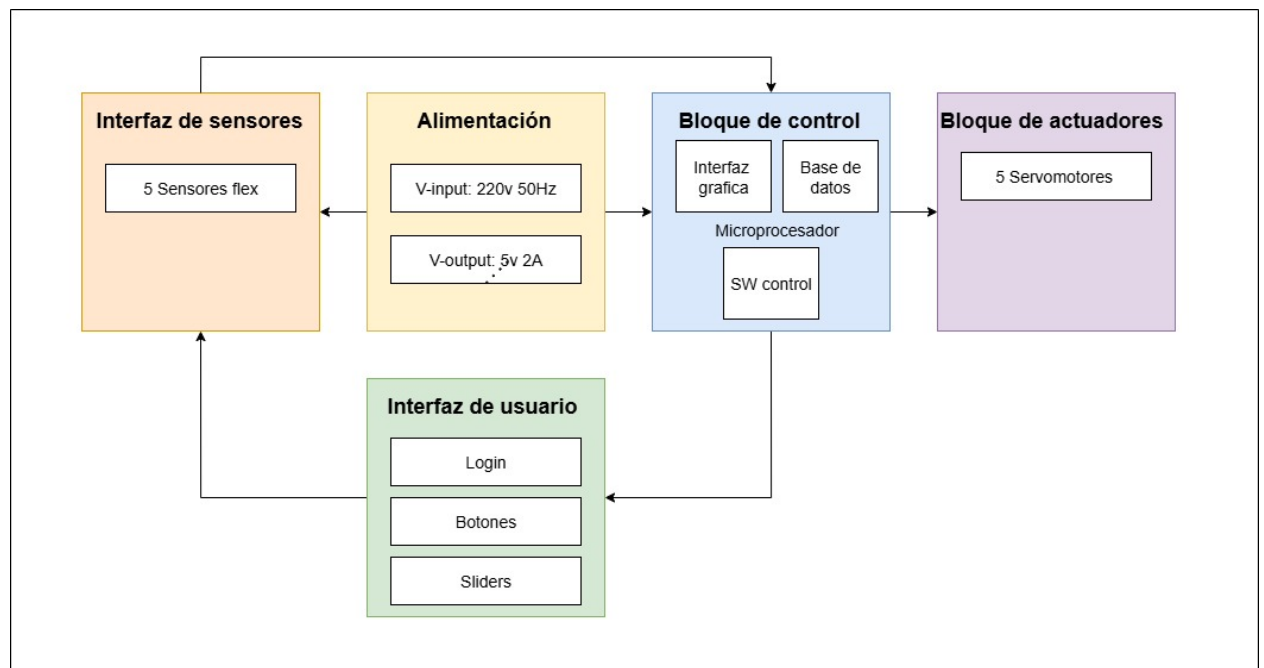 Interfaz de sensores
5 Sensores flex
Alimentación
V-input: 220v 50Hz
V-output: 5v 2A
Bloque de control
Interfaz
grafica
Base de
datos
Microprocesador
SW control
Bloque de actuadores
5 Servomotores
Interfaz de usuario
Login
Botones
Sliders